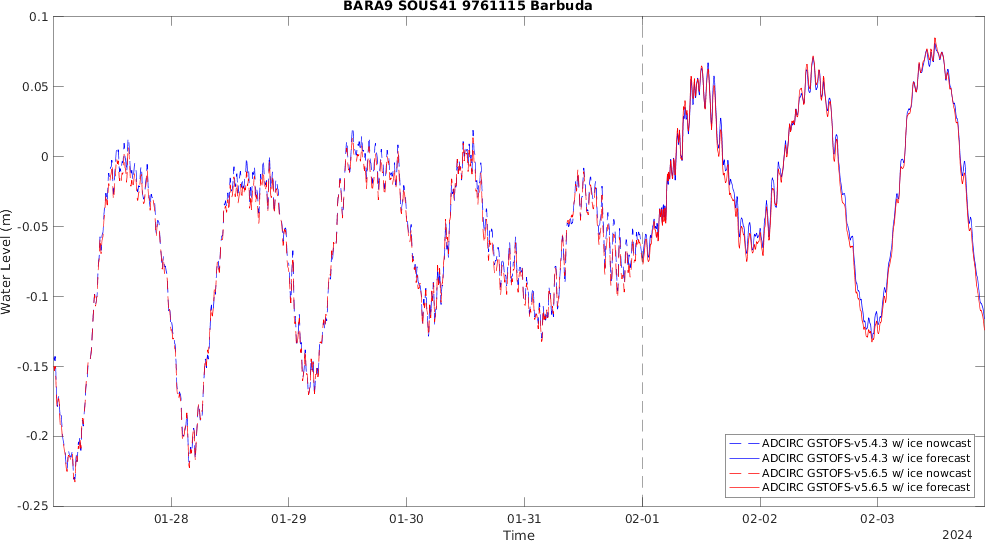 BARA9 SOUS41 9761115 Barbuda
0.1
0.05
0
-0.05
-0.1
-0.15
-0.2
-0.25
Water Level (m)
01-28 01-29 01-30 01-31 02-01 02-02 02-03
Time
2024
ADCIRC GSTOFS-v5.4.3 w/ ice nowcast
ADCIRC GSTOFS-v5.4.3 w/ ice forecast
ADCIRC GSTOFS-v5.6.5 w/ ice nowcast
ADCIRC GSTOFS-v5.6.5 w/ ice forecast